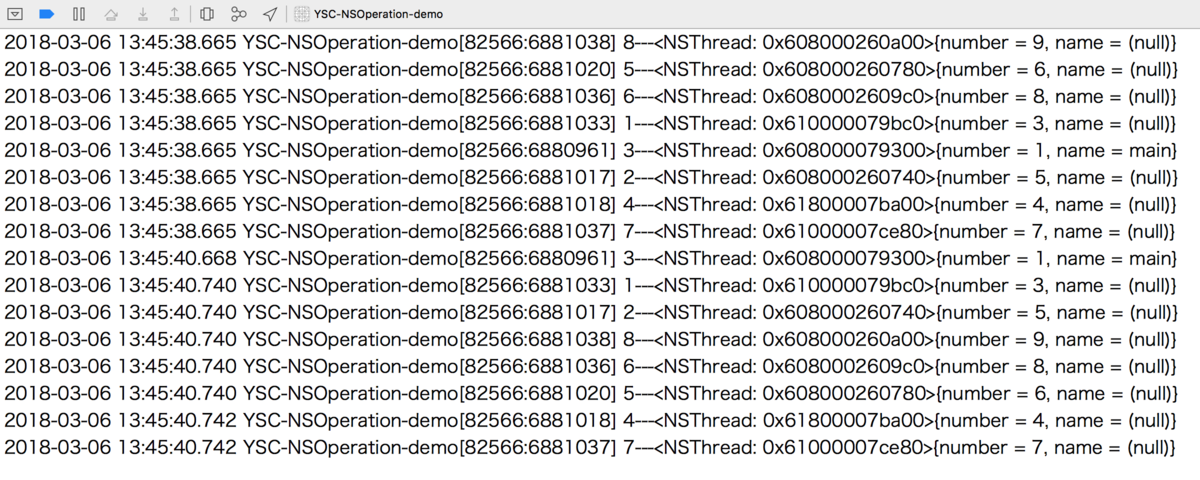 YSC-NSOperation-demo
2018-03-06 13:45:38.665 YSC-NSOperation-demo[82566:6881038] 8---<NSThread: 0x608000260a00>{number = 9, name = (null)}
2018-03-06 13:45:38.665 YSC-NSOperation-demo[82566:6881020] 5---<NSThread: 0x608000260780>{number = 6, name = (null)}
2018-03-06 13:45:38.665 YSC-NSOperation-demo[82566:6881036] 6---<NSThread: 0x6080002609c0>{number = 8, name = (null)}
2018-03-06 13:45:38.665 YSC-NSOperation-demo[82566:6881033] 1---<NSThread: 0x610000079bc0>{number = 3, name = (null)}
2018-03-06 13:45:38.665 YSC-NSOperation-demo[82566:6880961] 3---<NSThread: 0x608000079300>{number = 1, name = main}
2018-03-06 13:45:38.665 YSC-NSOperation-demo[82566:6881017] 2---<NSThread: 0x608000260740>{number = 5, name = (null)}
2018-03-06 13:45:38.665 YSC-NSOperation-demo[82566:6881018] 4---<NSThread: 0x61800007ba00>{number = 4, name = (null)}
2018-03-06 13:45:38.665 YSC-NSOperation-demo[82566:6881037] 7---<NSThread: 0x61000007ce80>{number = 7, name = (null)}
2018-03-06 13:45:40.668 YSC-NSOperation-demo[82566:6880961] 3---<NSThread: 0x608000079300>{number = 1, name = main}
2018-03-06 13:45:40.740 YSC-NSOperation-demo[82566:6881033] 1---<NSThread: 0x610000079bc0>{number = 3, name = (null)}
2018-03-06 13:45:40.740 YSC-NSOperation-demo[82566:6881017] 2---<NSThread: 0x608000260740>{number = 5, name = (null)}
2018-03-06 13:45:40.740 YSC-NSOperation-demo[82566:6881038] 8---<NSThread: 0x608000260a00>{number = 9, name = (null)}
2018-03-06 13:45:40.740 YSC-NSOperation-demo[82566:6881036] 6---<NSThread: 0x6080002609c0>{number = 8, name = (null)}
2018-03-06 13:45:40.740 YSC-NSOperation-demo[82566:6881020] 5---<NSThread: 0x608000260780>{number = 6, name = (null)}
2018-03-06 13:45:40.742 YSC-NSOperation-demo[82566:6881018] 4---<NSThread: 0x61800007ba00>{number = 4, name = (null)}
2018-03-06 13:45:40.742 YSC-NSOperation-demo[82566:6881037] 7---<NSThread: 0x61000007ce80>{number = 7, name = (null)}